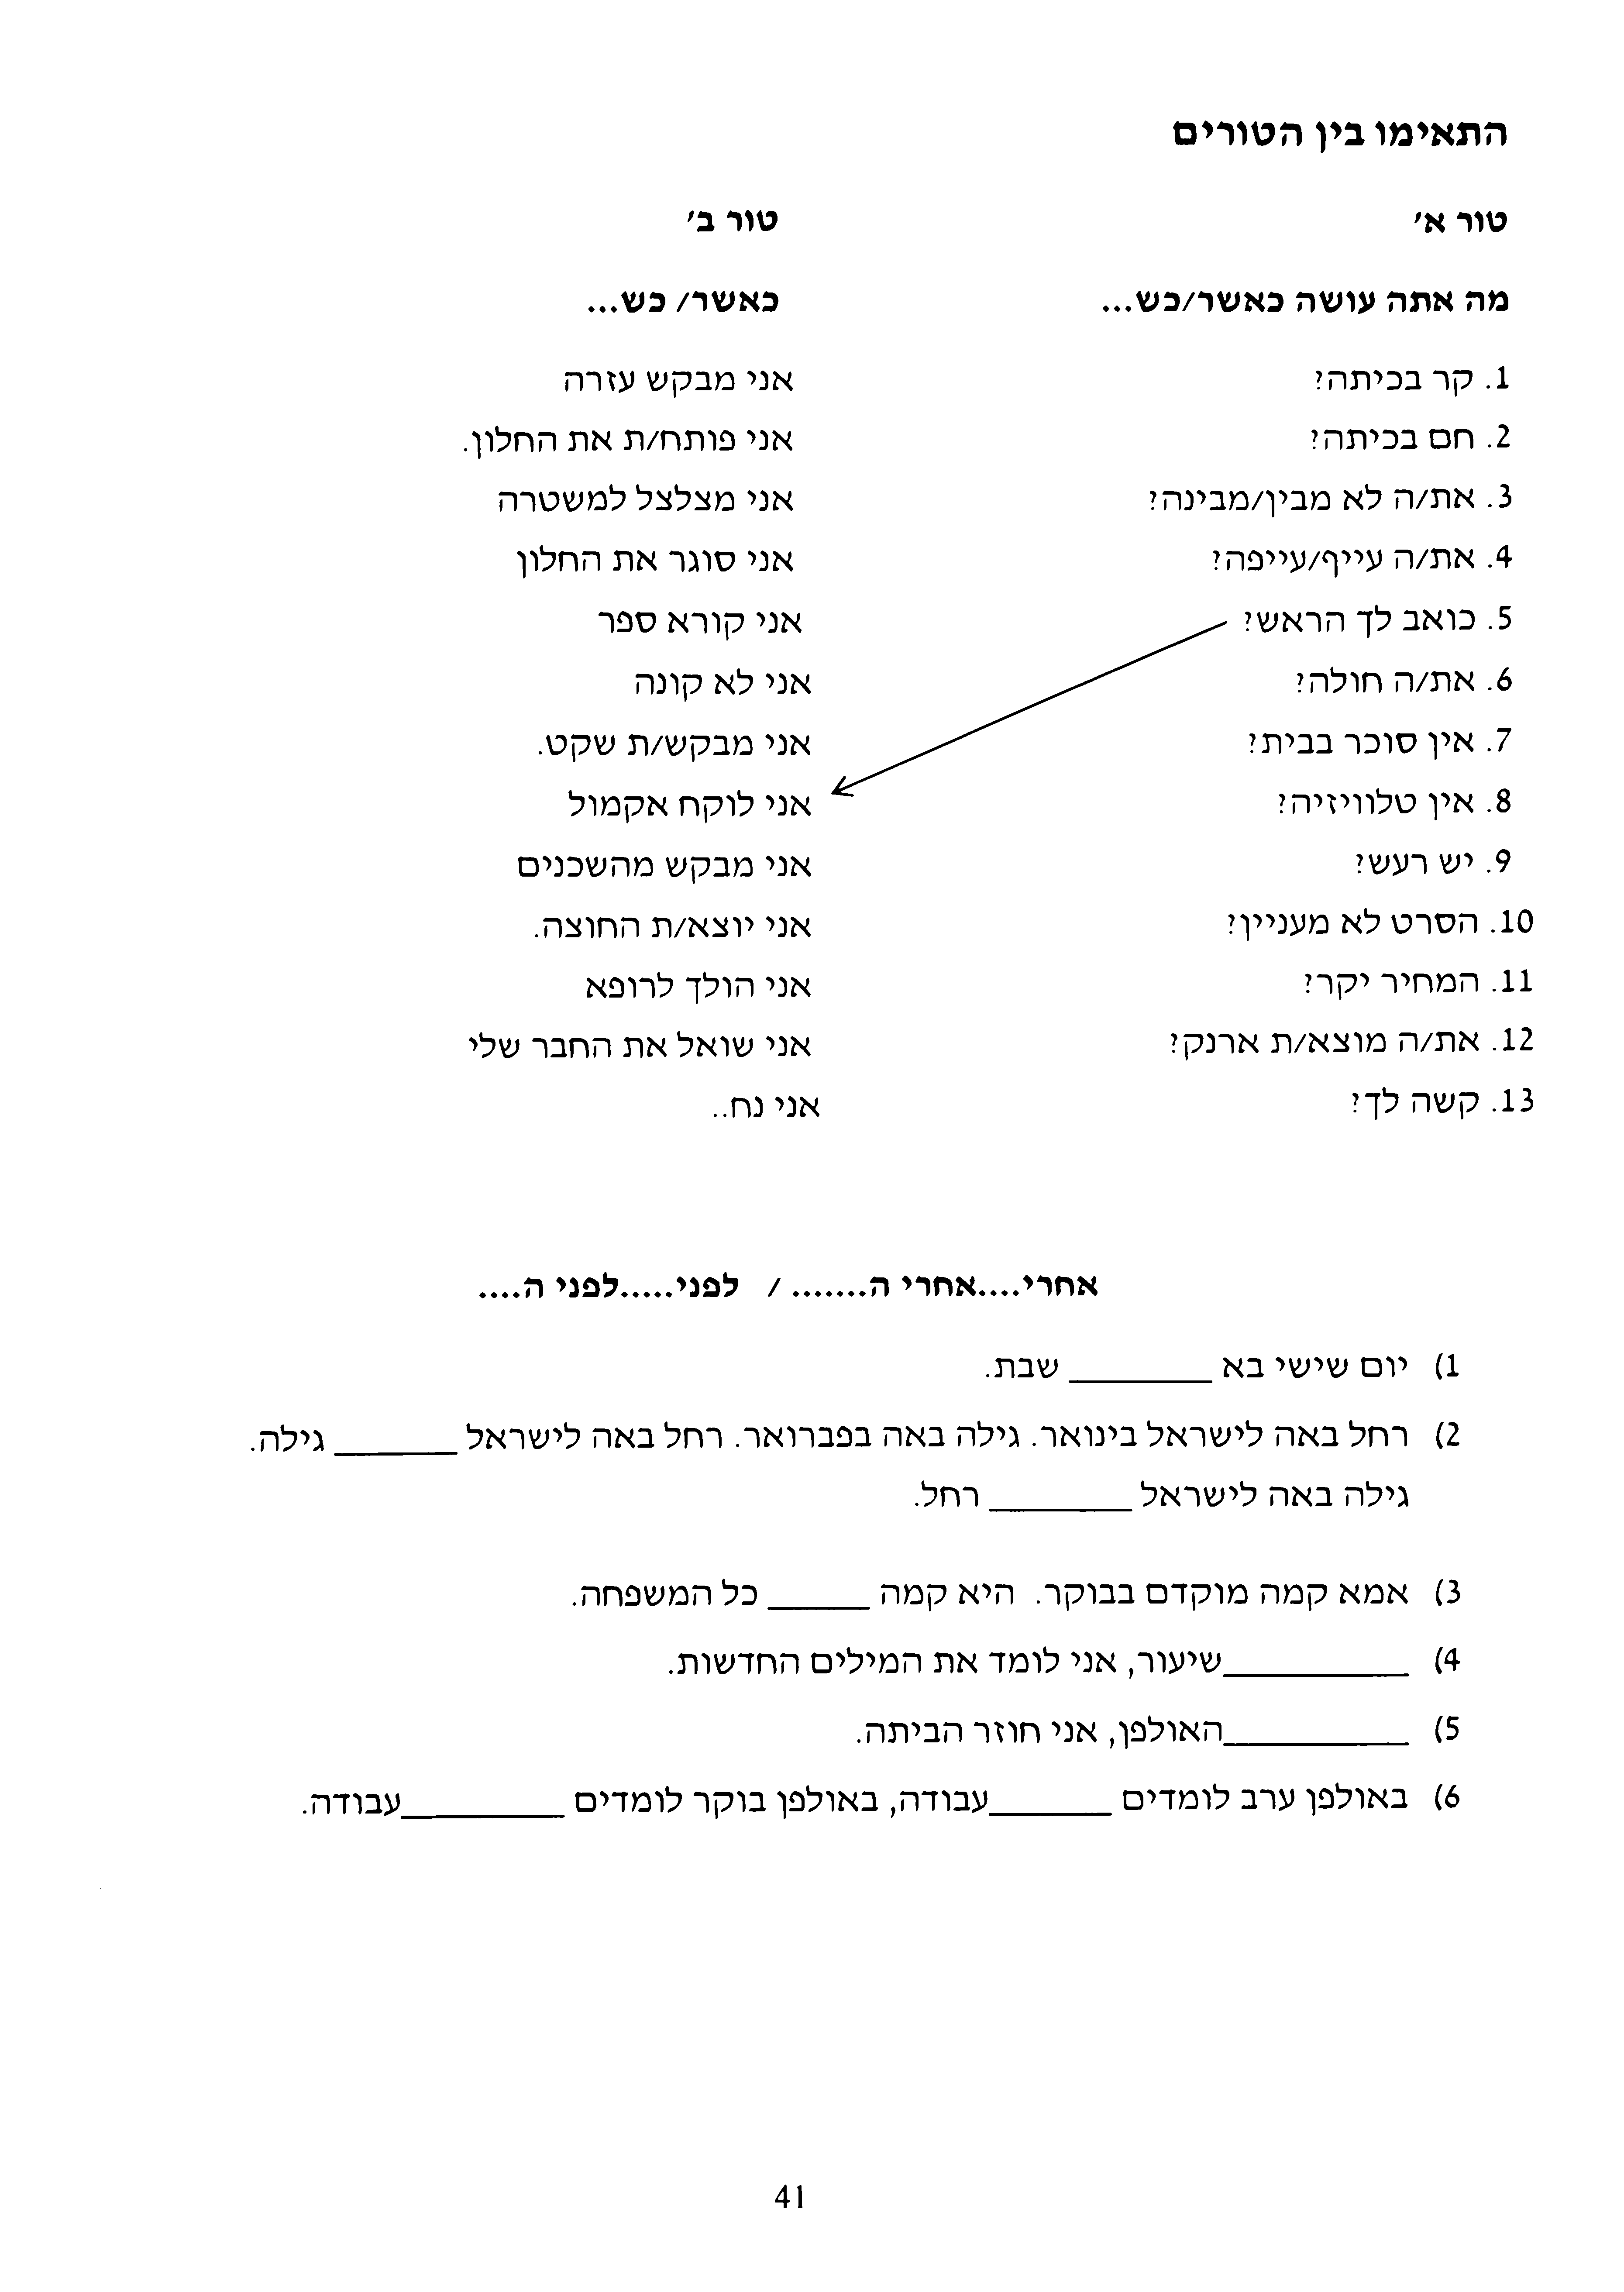 התאימו בין הטורים
טור א' טור ב'
מה אתה עושה כאשר/כש... כאשר/ כש...
1. קר בכיתה? אני מבקש עזרה
2. חם בכיתה? אני פותח/ת את החלון.
3. את/ה לא מבין/מבינה? אני מצלצל למשטרה
4. את/ה עייף/עייפה? אני סוגר את החלון
5. כואב לך הראש? אני קורא ספר
6. את/ה חולה? אני לא קונה
7. אין סוכר בבית? אני מבקש/ת שקט.
8. אין טלוויזיה? אני לוקח אקמול
9. יש רעש? אני מבקש מהשכנים
10. הסרט לא מעניין? אני יוצא/ת החוצה.
11. המחיר יקר? אני הולך לרופא
12. את/ה מוצא/ת ארנק? אני שואל את החבר שלי
13. קשה לך? אני נח..
אחרי....אחרי ה....... / לפני.....לפני ה....
1) יום שישי בא _______ שבת.
2) רחל באה לישראל בינואר. גילה באה בפברואר. רחל באה לישראל ______ גילה.
גילה באה לישראל _______ רחל.
3) אמא קמה מוקדם בבוקר. היא קמה _____ כל המשפחה.
4) _________שיעור, אני לומד את המילים החדשות.
5) _________האולפן, אני חוזר הביתה.
6) באולפן ערב לומדים ______עבודה, באולפן בוקר לומדים ________עבודה.
41